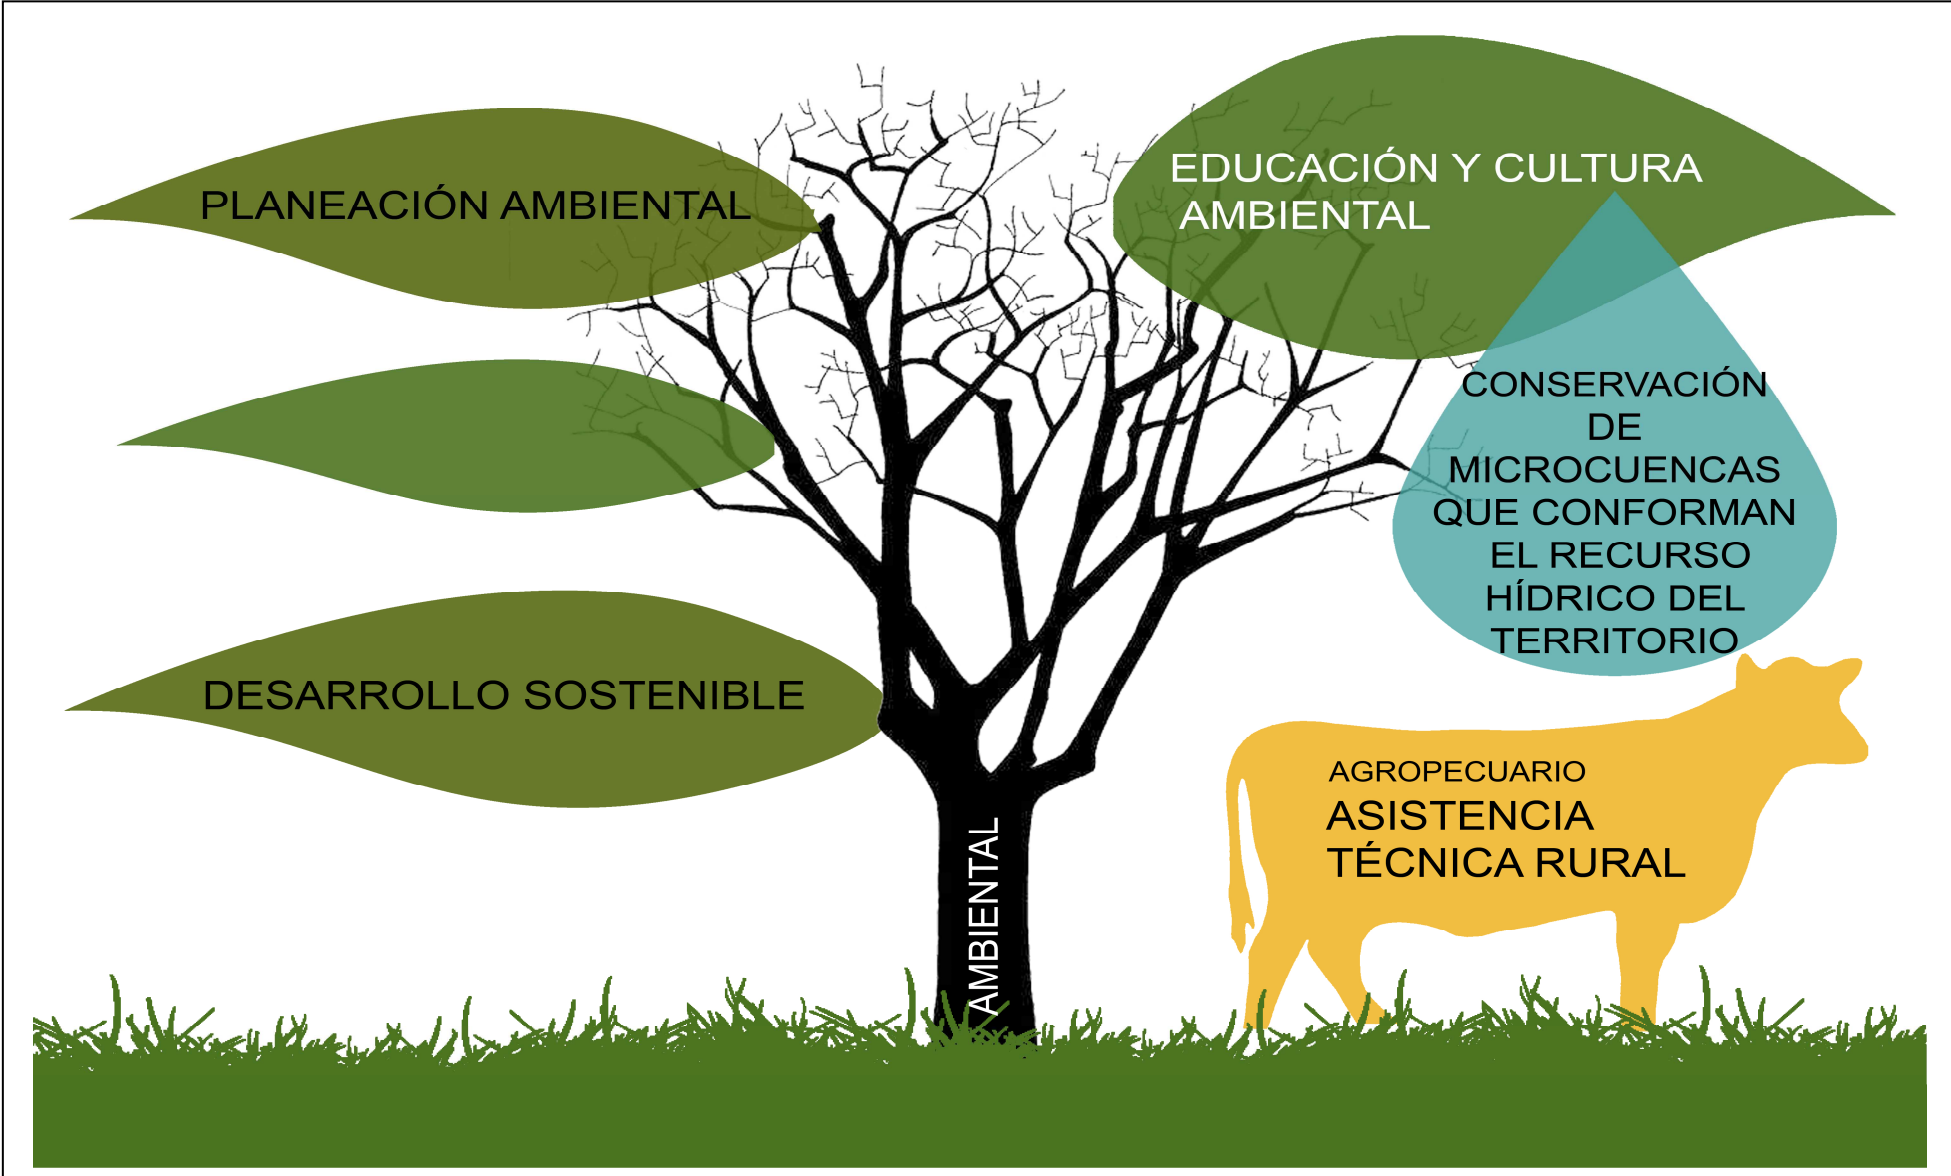 PLANEACIÓN AMBIENTAL
EDUCACIÓN Y CULTURA
AMBIENTAL
CONSERVACIÓN
DE
MICROCUENCAS
QUE CONFORMAN
EL RECURSO
HÍDRICO DEL
TERRITORIO
DESARROLLO SOSTENIBLE
AGROPECUARIO
ASISTENCIA
TÉCNICA RURAL
AMBIENTAL